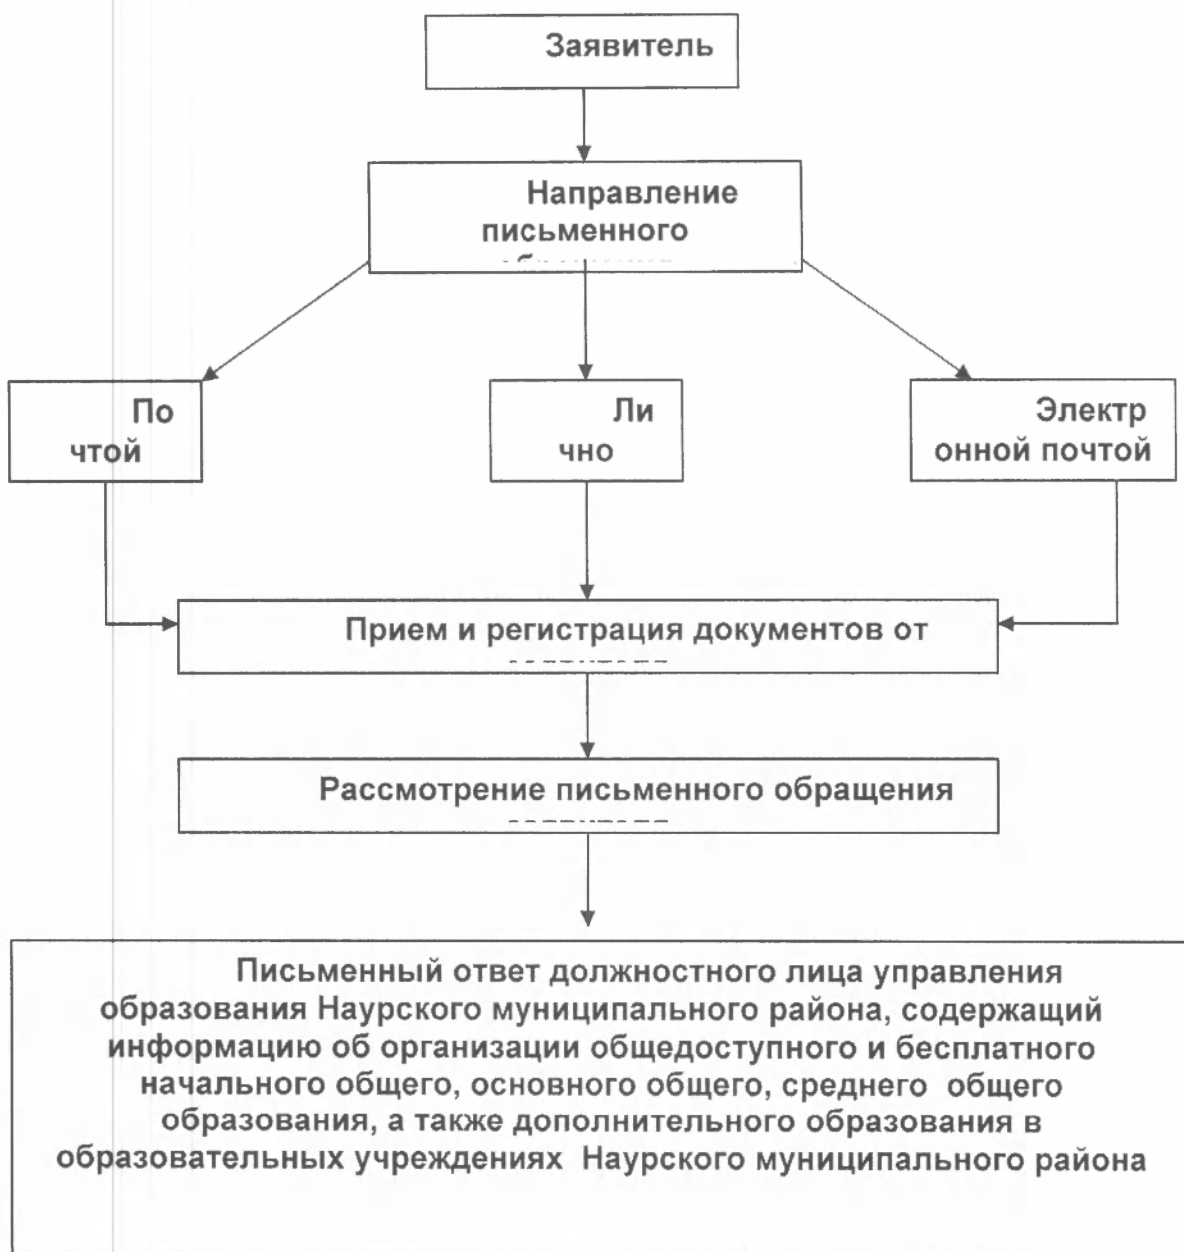 Заявитель
Направление
письменного
По
чтой
Ли
чно
Электр
онной почтой
Прием и регистрация документов от
Рассмотрение письменного обращения
Письменный ответ должностного лица управления
образования Наурского муниципального района, содержащий
информацию об организации общедоступного и бесплатного
начального общего, основного общего, среднего общего
образования, а также дополнительного образования в
образовательных учреждениях Наурского муниципального района